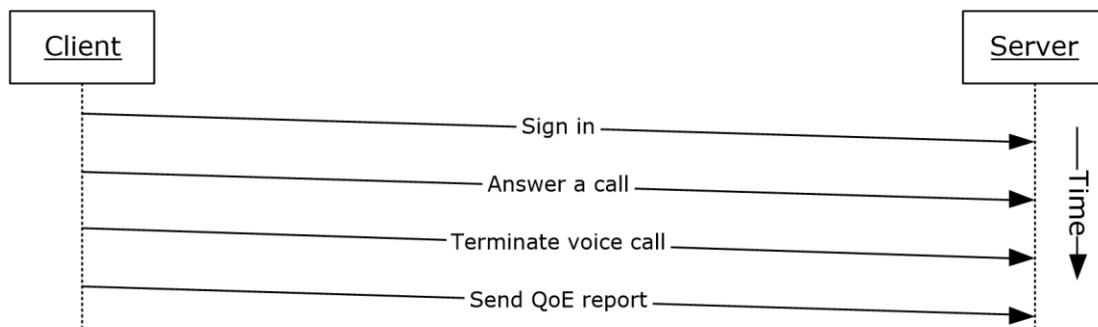 Client
Server
Sign in
Answer a call
Terminate voice call
Send QoE report
Time